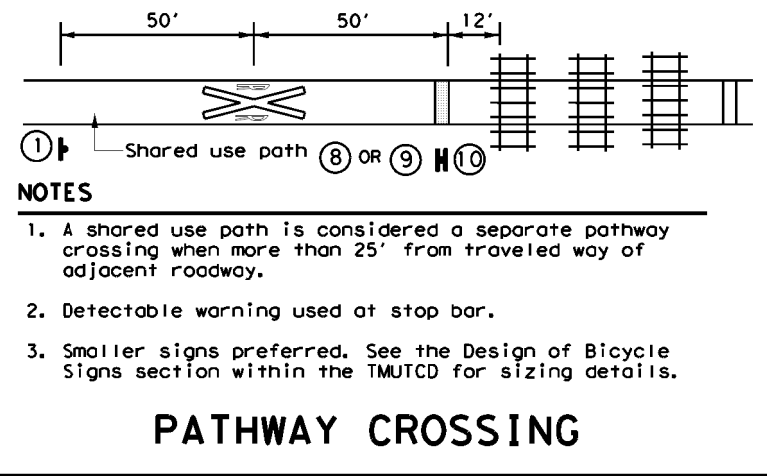 50' 50' 12'
1 Shared use path 8 OR 9 10
NOTES
1. A shared use path is considered a separate pathway
crossing when more than 25' from traveled way of
adjacent roadway.
2. Detectable warning used at stop bar.
3. Smaller signs preferred. See the Design of Bicycle
Signs section within the TMUTCD for sizing details.
PATHWAY CROSSING